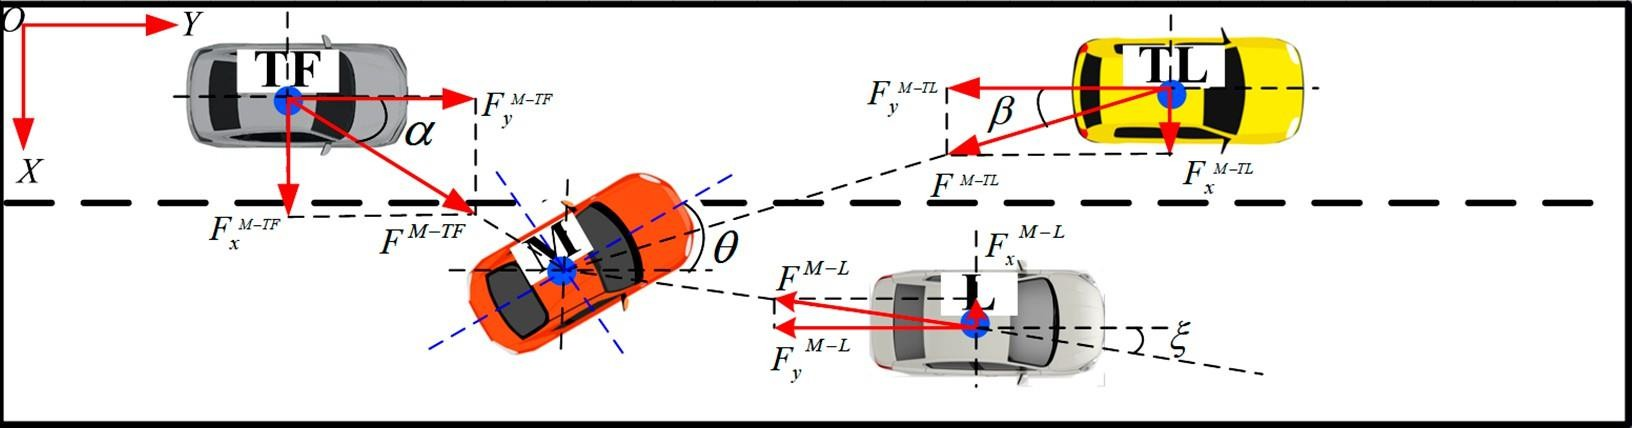 O
Y
X
TF
F_y^{M-TF}
α
F_x^{M-TF}
F^{M-TF}
M
θ
TL
F_y^{M-TL}
β
F^{M-TL}
F_x^{M-TL}
F_x^{M-L}
F^{M-L}
L
F_y^{M-L}
ξ